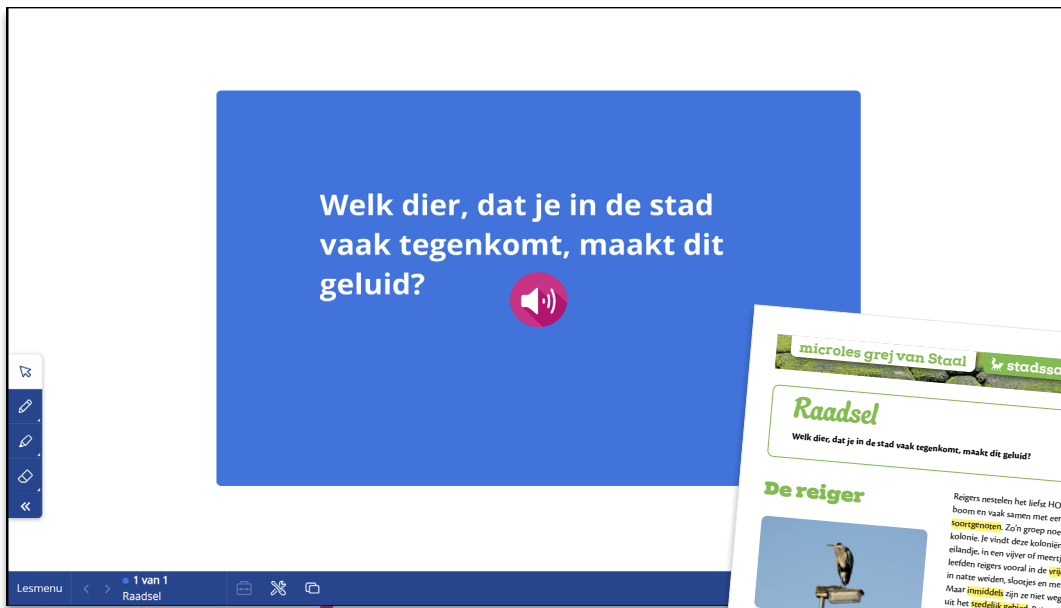 Welk dier, dat je in de stad
vaak tegenkomt, maakt dit
geluid?
microles grej van Staal
Raadsel
Welk dier, dat je in de stad vaak tegenkomt, maakt dit geluid?
De reiger
Reigers nestelen het liefst
boom en vaak samen met
soortgenoten. Zo'n groep
kolonie. Je vindt deze
eilandje, in een vijver of
leefden reigers vooral in de
in natte weiden, slootjes en
Maar inmiddels zijn ze niet
uit het stedelijk
Lesmenu
1 van 1
Raadsel